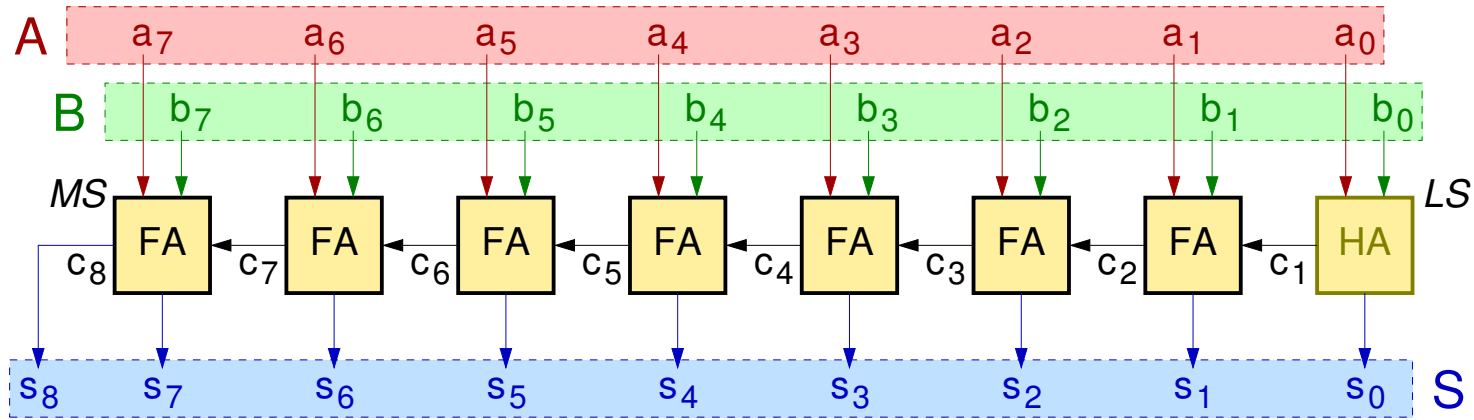 A a7 a6 a5 a4 a3 a2 a1 a0
B b7 b6 b5 b4 b3 b2 b1 b0
MS LS
FA FA FA FA FA FA FA HA
c8 c7 c6 c5 c4 c3 c2 c1
s8 s7 s6 s5 s4 s3 s2 s1 s0 S